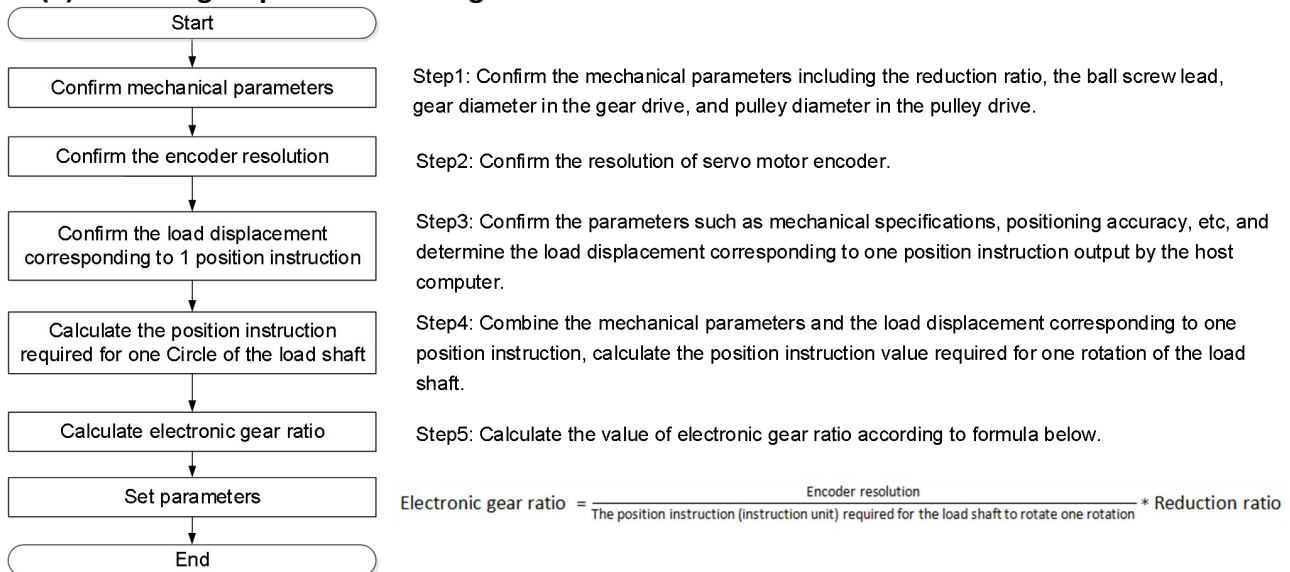 Start
Confirm mechanical parameters
Step1: Confirm the mechanical parameters including the reduction ratio, the ball screw lead,
gear diameter in the gear drive, and pulley diameter in the pulley drive.
Confirm the encoder resolution
Step2: Confirm the resolution of servo motor encoder.
Confirm the load displacement
corresponding to 1 position instruction
Step3: Confirm the parameters such as mechanical specifications, positioning accuracy, etc, and
determine the load displacement corresponding to one position instruction output by the host
computer.
Calculate the position instruction
required for one Circle of the load shaft
Step4: Combine the mechanical parameters and the load displacement corresponding to one
position instruction, calculate the position instruction value required for one rotation of the load
shaft.
Calculate electronic gear ratio
Step5: Calculate the value of electronic gear ratio according to formula below.
Set parameters
Encoder resolution
Electronic gear ratio = * Reduction ratio
The position instruction (instruction unit) required for the load shaft to rotate one rotation
End